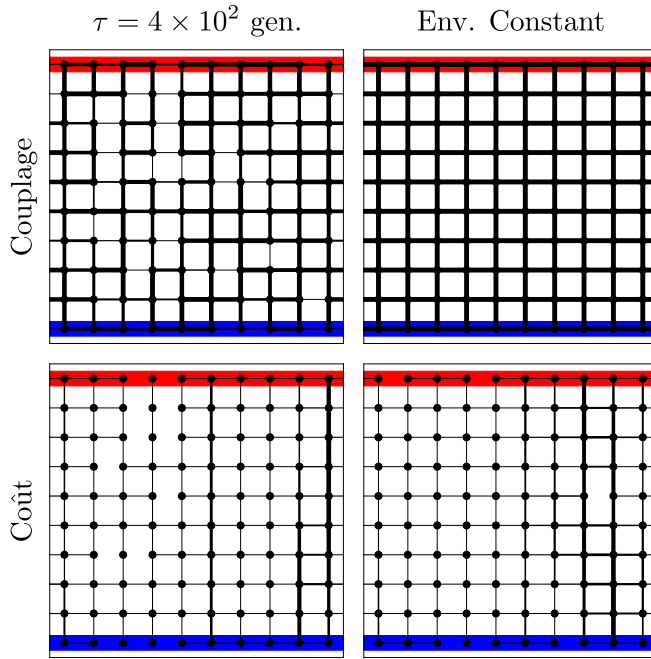 τ = 4 × 10² gen.
Env. Constant
Couplage
Coût